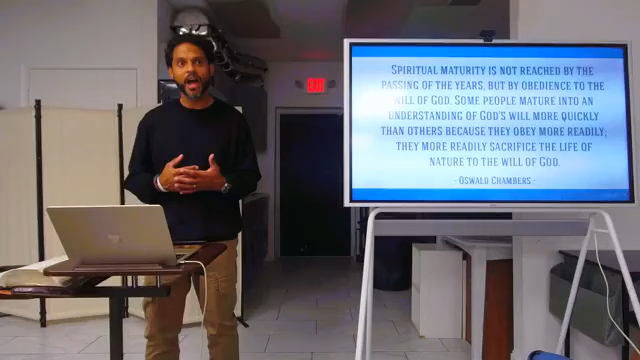 EXIT
SPIRITUAL MATURITY IS NOT REACHED BY THE
PASSING OF THE YEARS, BUT BY OBEDIENCE TO THE
WILL OF GOD. SOME PEOPLE MATURE INTO AN
UNDERSTANDING OF GOD'S WILL MORE QUICKLY
THAN OTHERS BECAUSE THEY OBEY MORE READILY;
THEY MORE READILY SACRIFICE THE LIFE OF
NATURE TO THE WILL OF GOD.
- OSWALD CHAMBERS -